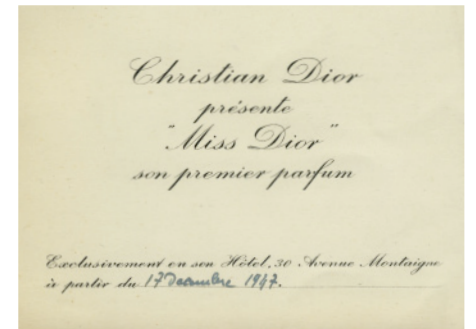 Christian Dior
présente
"Miss Dior"
son premier parfum
Exclusivement en son Hôtel, 30 Avenue Montaigne
à partir du 17 Decembre 1947.